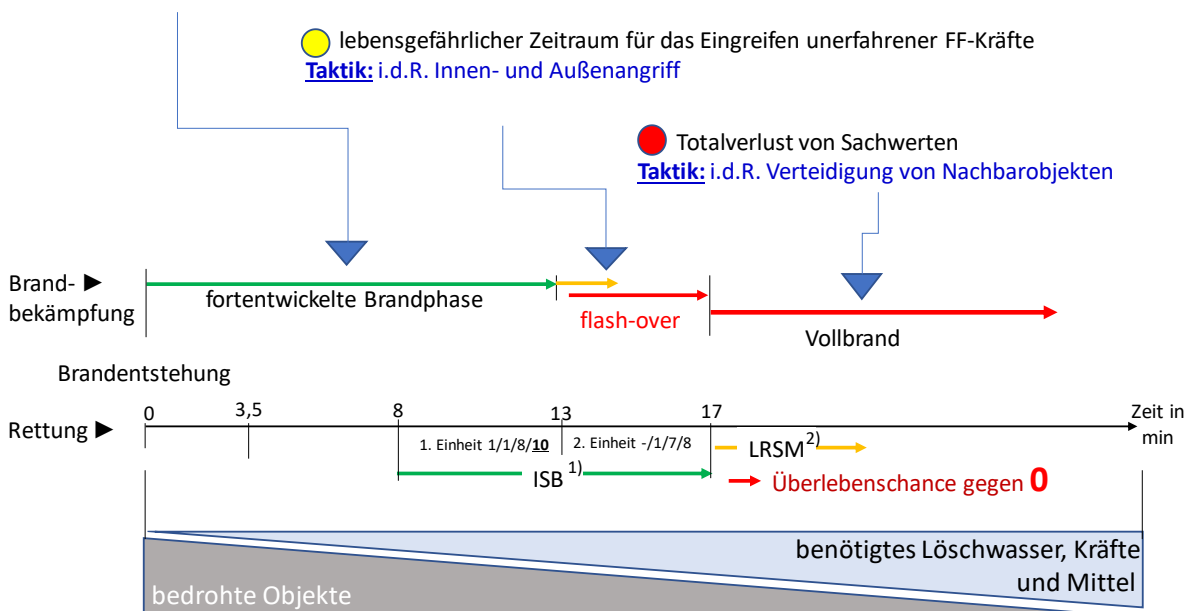 lebensgefährlicher Zeitraum für das Eingreifen unerfahrener FF-Kräfte
Taktik: i.d.R. Innen- und Außenangriff
Totalverlust von Sachwerten
Taktik: i.d.R. Verteidigung von Nachbarobjekten
Brand- ►
bekämpfung
fortentwickelte Brandphase
flash-over
Vollbrand
Brandentstehung
0 3,5 8 13 17 Zeit in
min
Rettung ►
1. Einheit 1/1/8/10 2. Einheit -/1/7/8
LRSM 2)
ISB 1)
Überlebenschance gegen 0
benötigtes Löschwasser, Kräfte
und Mittel
bedrohte Objekte